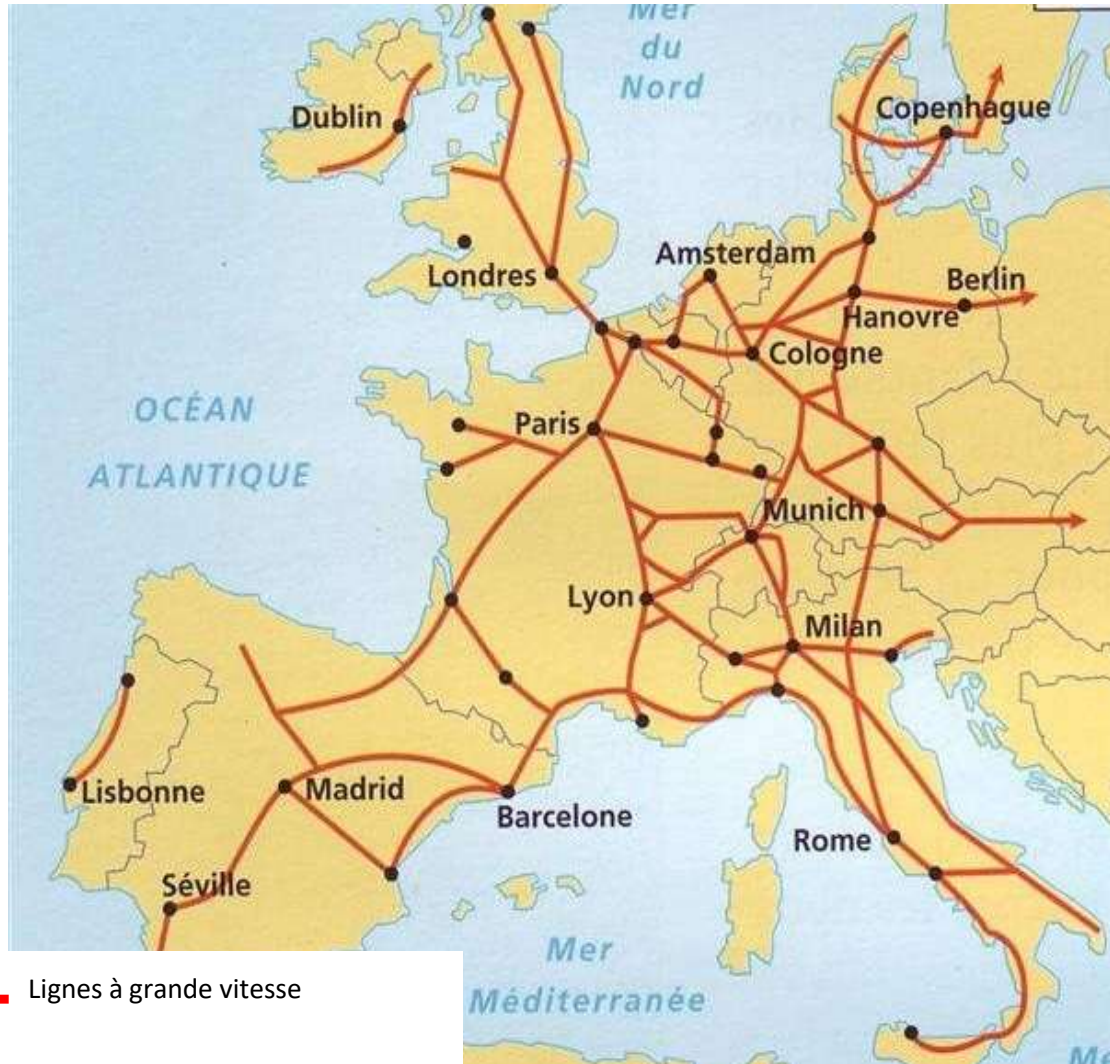 Mer
du
Nord
Dublin
Copenhague
Londres
Amsterdam
Berlin
Hanovre
Cologne
OCÉAN
ATLANTIQUE
Paris
Munich
Lyon
Milan
Lisbonne
Madrid
Barcelone
Rome
Séville
Mer
Méditerranée
Lignes à grande vitesse